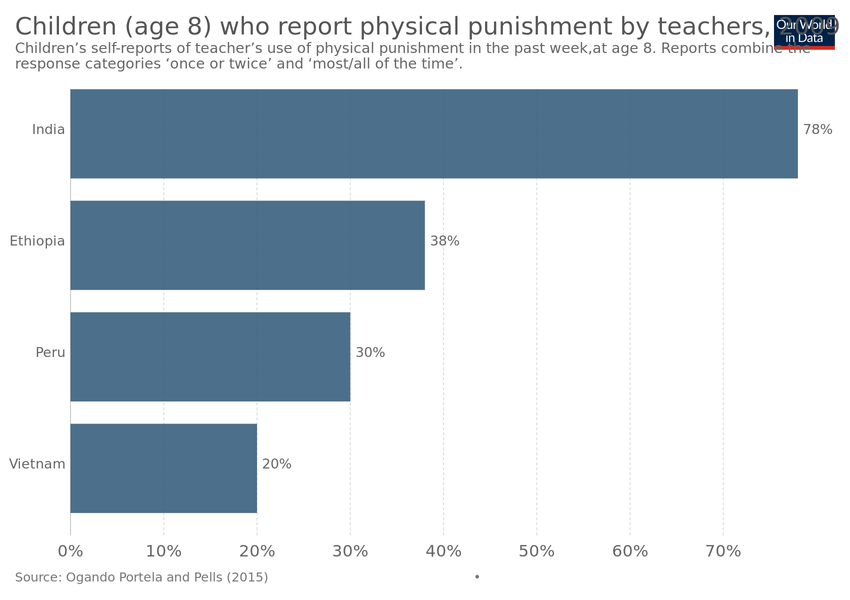 Children (age 8) who report physical punishment by teachers, 2009
Our World
in Data
Children’s self-reports of teacher’s use of physical punishment in the past week,at age 8. Reports combine the
response categories ‘once or twice’ and ‘most/all of the time’.
India
78%
Ethiopia
38%
Peru
30%
Vietnam
20%
0% 10% 20% 30% 40% 50% 60% 70%
Source: Ogando Portela and Pells (2015) •